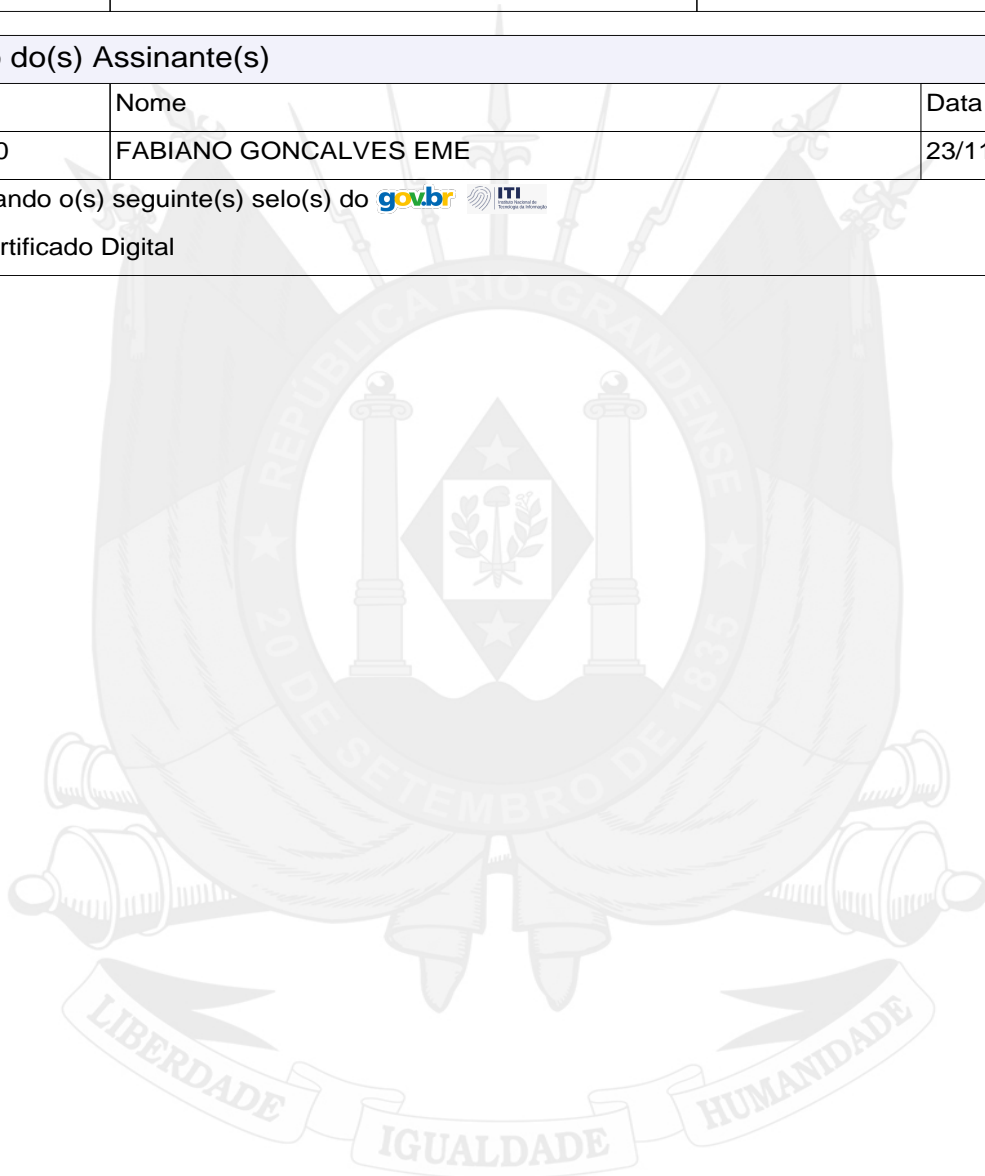 do(s) Assinante(s)
Nome
Data
0
FABIANO GONCALVES EME
23/11
ando o(s) seguinte(s) selo(s) do gov.br ITI
rtificado Digital
REPÚBLICA RIO-GRANDENSE
20 DE SETEMBRO DE 1835
LIBERDADE
IGUALDADE
HUMANIDADE